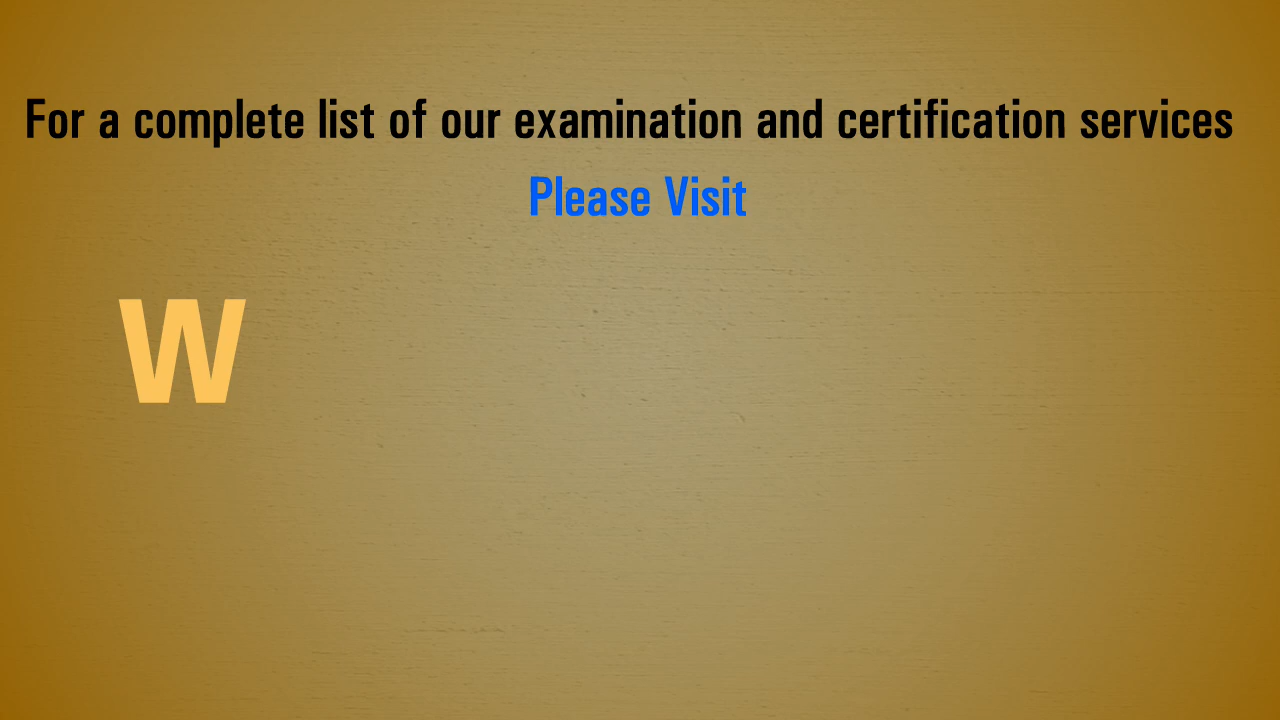 For a complete list of our examination and certification services
Please Visit
W